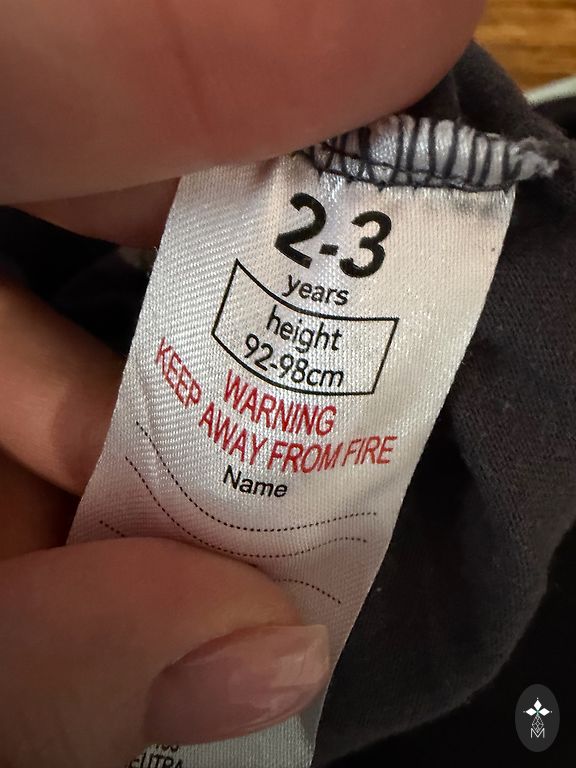 2-3
years
height
92-98cm
WARNING
KEEP AWAY FROM FIRE
Name